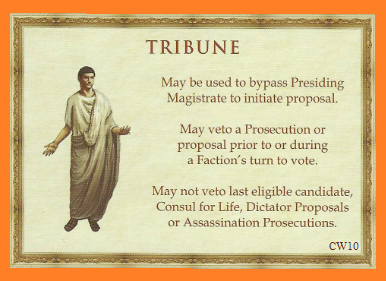 TRIBUNE
May be used to bypass Presiding
Magistrate to initiate proposal.
May veto a Prosecution or
proposal prior to or during
a Faction's turn to vote.
May not veto last eligible candidate,
Consul for Life, Dictator Proposals
or Assassination Prosecutions.
CW10